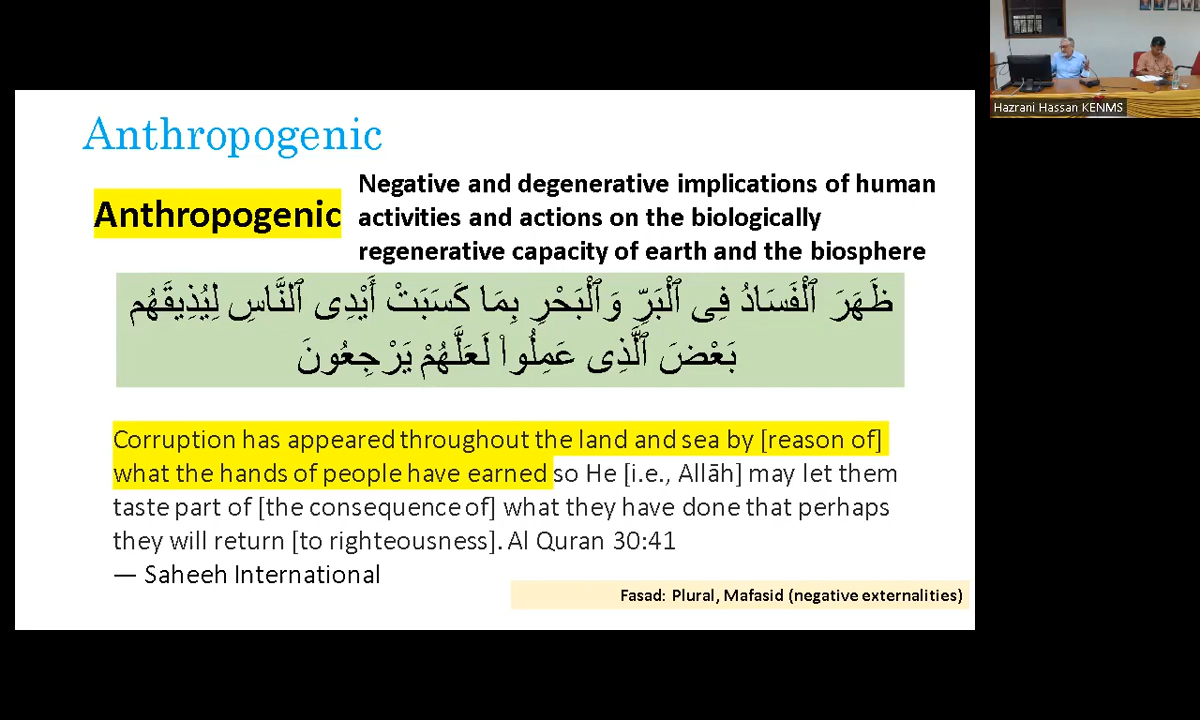 Anthropogenic
Anthropogenic
Negative and degenerative implications of human
activities and actions on the biologically
regenerative capacity of earth and the biosphere
ظَهَرَ ٱلْفَسَادُ فِى ٱلْبَرِّ وَٱلْبَحْرِ بِمَا كَسَبَتْ أَيْدِى ٱلنَّاسِ لِيُذِيقَهُم
بَعْضَ ٱلَّذِى عَمِلُوا۟ لَعَلَّهُمْ يَرْجِعُونَ
Corruption has appeared throughout the land and sea by [reason of]
what the hands of people have earned so He [i.e., Allāh] may let them
taste part of [the consequence of] what they have done that perhaps
they will return [to righteousness]. Al Quran 30:41
— Saheeh International
Fasad: Plural, Mafasid (negative externalities)
Hazrani Hassan KENMS